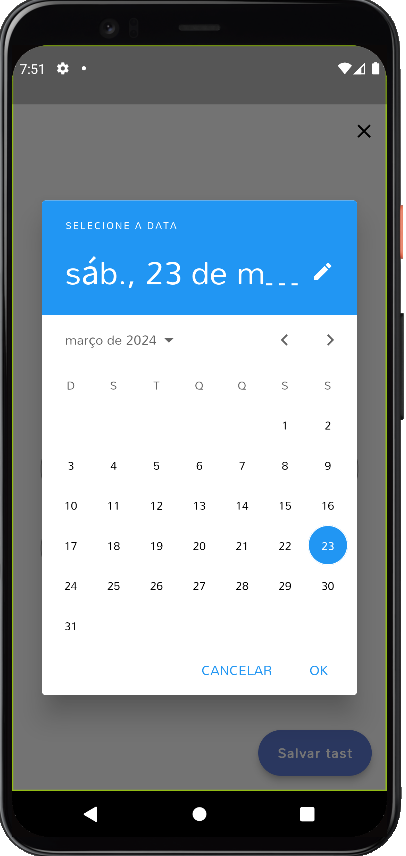 7:51
SELECIONE A DATA
sáb., 23 de m...
março de 2024
D S T Q Q S S
1 2
3 4 5 6 7 8 9
10 11 12 13 14 15 16
17 18 19 20 21 22 23
24 25 26 27 28 29 30
31
CANCELAR OK
Salvar tast